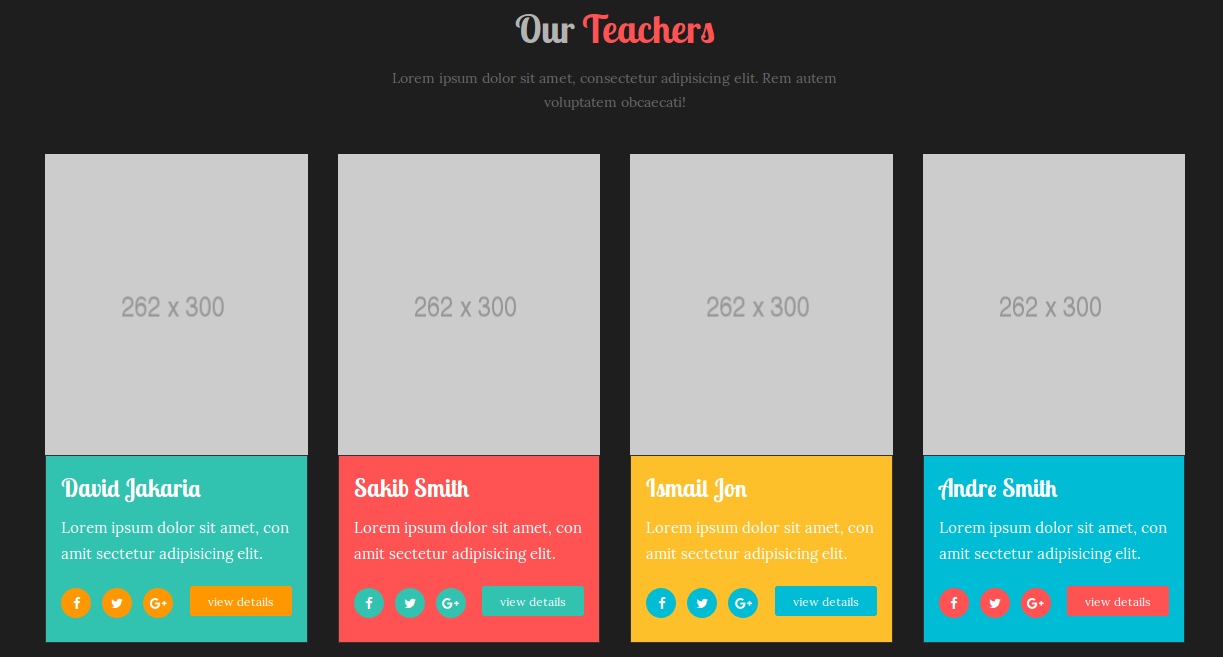 Our Teachers
Lorem ipsum dolor sit amet, consectetur adipisicing elit. Rem autem
voluptatem obcaecati!
262 x 300
262 x 300
262 x 300
262 x 300
David Jakaria
Lorem ipsum dolor sit amet, con
amit sectetur adipisicing elit.
view details
Sakib Smith
Lorem ipsum dolor sit amet, con
amit sectetur adipisicing elit.
view details
Ismail Jon
Lorem ipsum dolor sit amet, con
amit sectetur adipisicing elit.
view details
Andre Smith
Lorem ipsum dolor sit amet, con
amit sectetur adipisicing elit.
view details